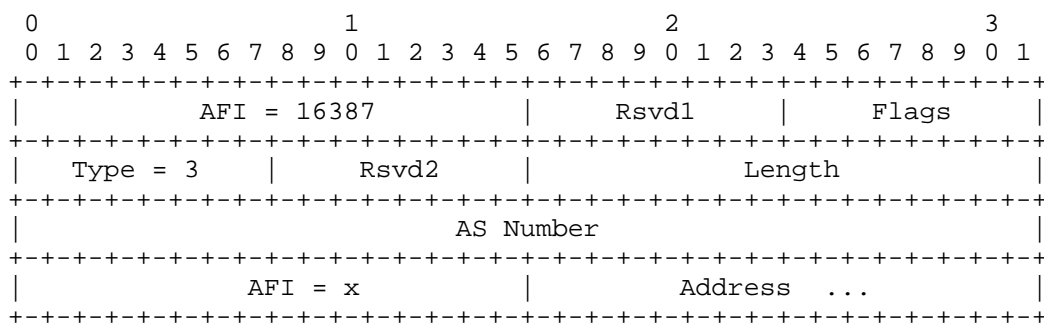 0                   1                   2                   3
 0 1 2 3 4 5 6 7 8 9 0 1 2 3 4 5 6 7 8 9 0 1 2 3 4 5 6 7 8 9 0 1
+-+-+-+-+-+-+-+-+-+-+-+-+-+-+-+-+-+-+-+-+-+-+-+-+-+-+-+-+-+-+-+-+
|           AFI = 16387         |     Rsvd1     |     Flags     |
+-+-+-+-+-+-+-+-+-+-+-+-+-+-+-+-+-+-+-+-+-+-+-+-+-+-+-+-+-+-+-+-+
|   Type = 3    |     Rsvd2     |             Length            |
+-+-+-+-+-+-+-+-+-+-+-+-+-+-+-+-+-+-+-+-+-+-+-+-+-+-+-+-+-+-+-+-+
|                           AS Number                           |
+-+-+-+-+-+-+-+-+-+-+-+-+-+-+-+-+-+-+-+-+-+-+-+-+-+-+-+-+-+-+-+-+
|              AFI = x          |         Address  ...          |
+-+-+-+-+-+-+-+-+-+-+-+-+-+-+-+-+-+-+-+-+-+-+-+-+-+-+-+-+-+-+-+-+